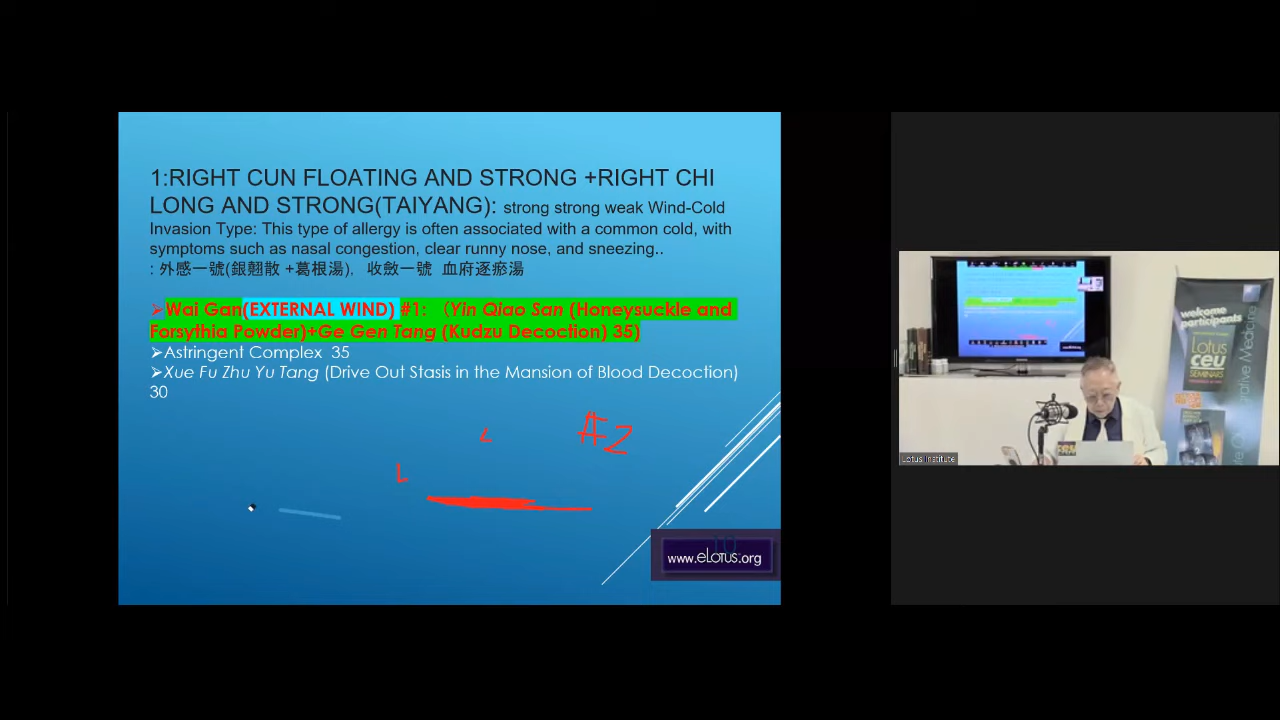 1:RIGHT CUN FLOATING AND STRONG +RIGHT CHI
LONG AND STRONG(TAIYANG): strong strong weak Wind-Cold
Invasion Type: This type of allergy is often associated with a common cold, with
symptoms such as nasal congestion, clear runny nose, and sneezing..
: 外感一號(銀翹散 +葛根湯), 收斂一號 血府逐瘀湯
➢Wai Gan(EXTERNAL WIND) #1: （Yin Qiao San (Honeysuckle and
Forsythia Powder)+Ge Gen Tang (Kudzu Decoction) 35)
➢Astringent Complex 35
➢Xue Fu Zhu Yu Tang (Drive Out Stasis in the Mansion of Blood Decoction)
30
L
#2
L
www.eLotus.org
welcome
participants
Lotus
ceu
SEMINARS
Lotus Institute